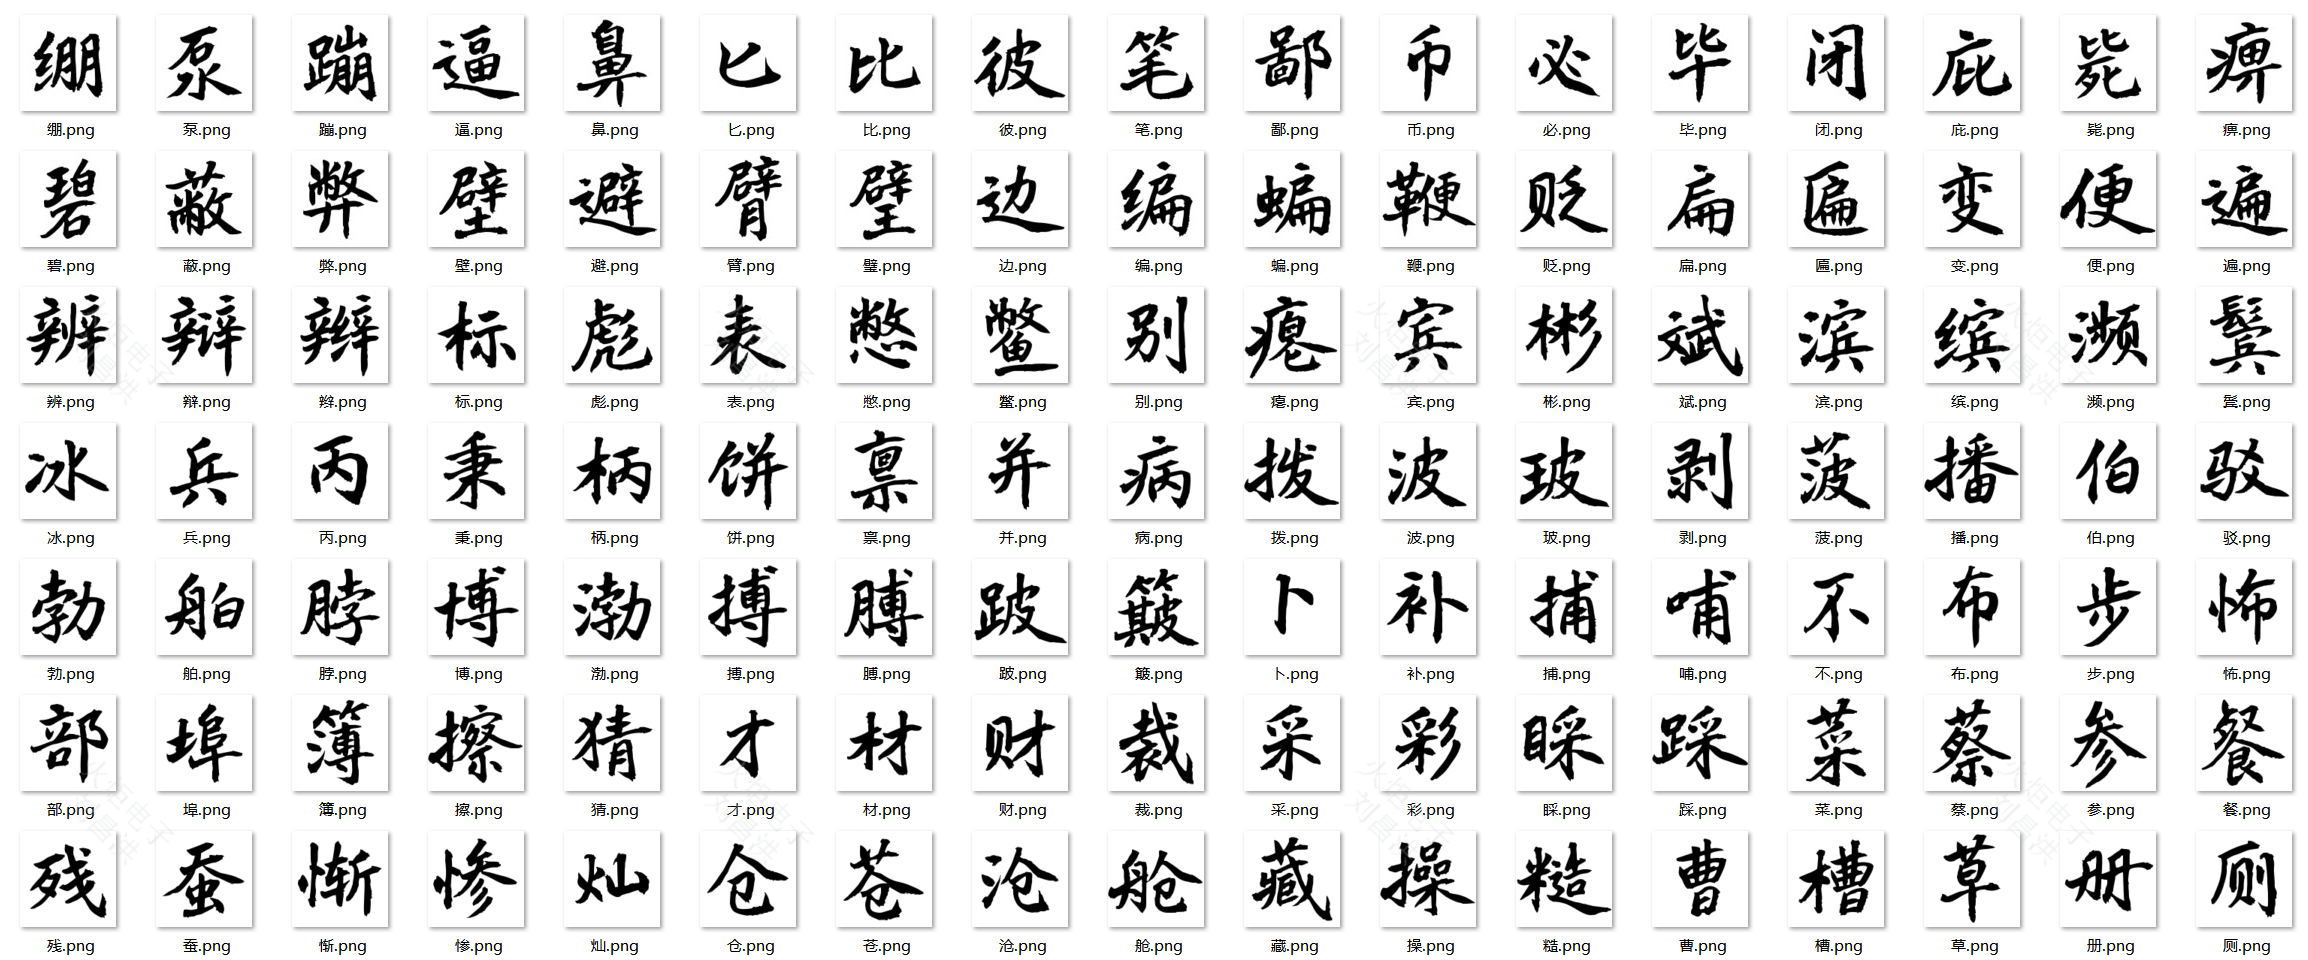 绷 泵 蹦 逼 鼻 匕 比 彼 笔 鄙 币 必 毕 闭 庇 毙 痹
绷.png 泵.png 蹦.png 逼.png 鼻.png 匕.png 比.png 彼.png 笔.png 鄙.png 币.png 必.png 毕.png 闭.png 庇.png 毙.png 痹.png
碧 蔽 弊 壁 避 臂 璧 边 编 蝙 鞭 贬 扁 匾 变 便 遍
碧.png 蔽.png 弊.png 壁.png 避.png 臂.png 璧.png 边.png 编.png 蝙.png 鞭.png 贬.png 扁.png 匾.png 变.png 便.png 遍.png
辨 辩 辫 标 彪 表 憋 鳖 别 瘪 宾 彬 斌 滨 缤 濒 鬓
辨.png 辩.png 辫.png 标.png 彪.png 表.png 憋.png 鳖.png 别.png 瘪.png 宾.png 彬.png 斌.png 滨.png 缤.png 濒.png 鬓.png
冰 兵 丙 秉 柄 饼 禀 并 病 拨 波 玻 剥 菠 播 伯 驳
冰.png 兵.png 丙.png 秉.png 柄.png 饼.png 禀.png 并.png 病.png 拨.png 波.png 玻.png 剥.png 菠.png 播.png 伯.png 驳.png
勃 舶 脖 博 渤 搏 膊 跛 簸 卜 补 捕 哺 不 布 步 怖
勃.png 舶.png 脖.png 博.png 渤.png 搏.png 膊.png 跛.png 簸.png 卜.png 补.png 捕.png 哺.png 不.png 布.png 步.png 怖.png
部 埠 簿 擦 猜 才 材 财 裁 采 彩 睬 踩 菜 蔡 参 餐
部.png 埠.png 簿.png 擦.png 猜.png 才.png 材.png 财.png 裁.png 采.png 彩.png 睬.png 踩.png 菜.png 蔡.png 参.png 餐.png
残 蚕 惭 惨 灿 仓 苍 沧 舱 藏 操 糙 曹 槽 草 册 厕
残.png 蚕.png 惭.png 惨.png 灿.png 仓.png 苍.png 沧.png 舱.png 藏.png 操.png 糙.png 曹.png 槽.png 草.png 册.png 厕.png